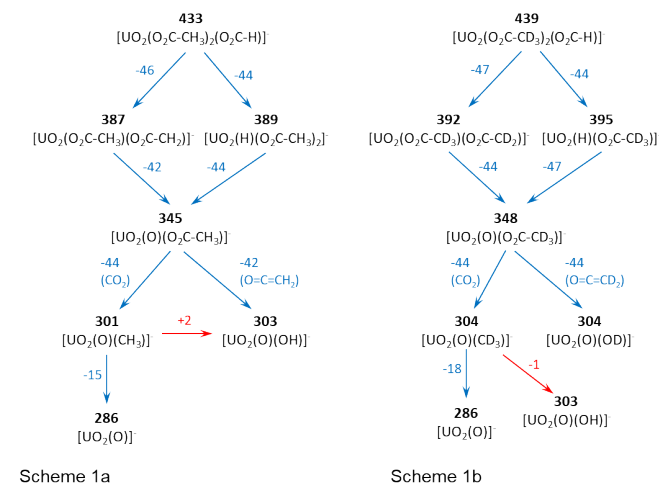 433
[UO₂(O₂C-CH₃)₂(O₂C-H)]⁻
-46
-44
387
389
[UO₂(O₂C-CH₃)(O₂C-CH₂)]⁻
[UO₂(H)(O₂C-CH₃)₂]⁻
-42
-44
345
[UO₂(O)(O₂C-CH₃)]⁻
-44
(CO₂)
-42
(O=C=CH₂)
301
[UO₂(O)(CH₃)]⁻
+2
303
[UO₂(O)(OH)]⁻
-15
286
[UO₂(O)]⁻
Scheme 1a
439
[UO₂(O₂C-CD₃)₂(O₂C-H)]⁻
-47
-44
392
395
[UO₂(O₂C-CD₃)(O₂C-CD₂)]⁻
[UO₂(H)(O₂C-CD₃)]⁻
-44
-47
348
[UO₂(O)(O₂C-CD₃)]⁻
-44
(CO₂)
-44
(O=C=CD₂)
304
[UO₂(O)(CD₃)]⁻
304
[UO₂(O)(OD)]⁻
-18
-1
286
[UO₂(O)]⁻
303
[UO₂(O)(OH)]⁻
Scheme 1b